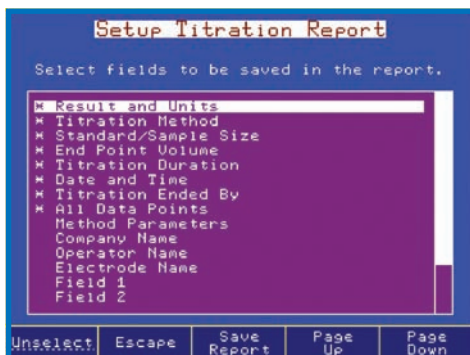 Setup Titration Report
Select fields to be saved in the report.
* Result and Units
* Titration Method
* Standard/Sample Size
* End Point Volume
* Titration Duration
* Date and Time
* Titration Ended By
* All Data Points
Method Parameters
Company Name
Operator Name
Electrode Name
Field 1
Field 2
Unselect
Escape
Save Report
Page Up
Page Down